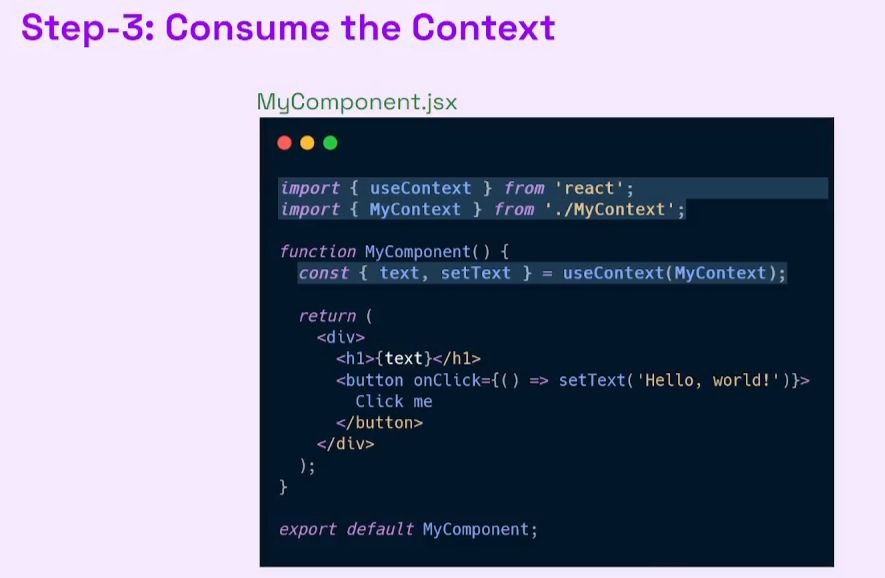 Step-3: Consume the Context
MyComponent.jsx
import { useContext } from 'react';
import { MyContext } from './MyContext';
function MyComponent() {
const { text, setText } = useContext(MyContext);
return (
<div>
<h1>{text}</h1>
<button onClick={() => setText('Hello, world!')}>
Click me
</button>
</div>
);
}
export default MyComponent;